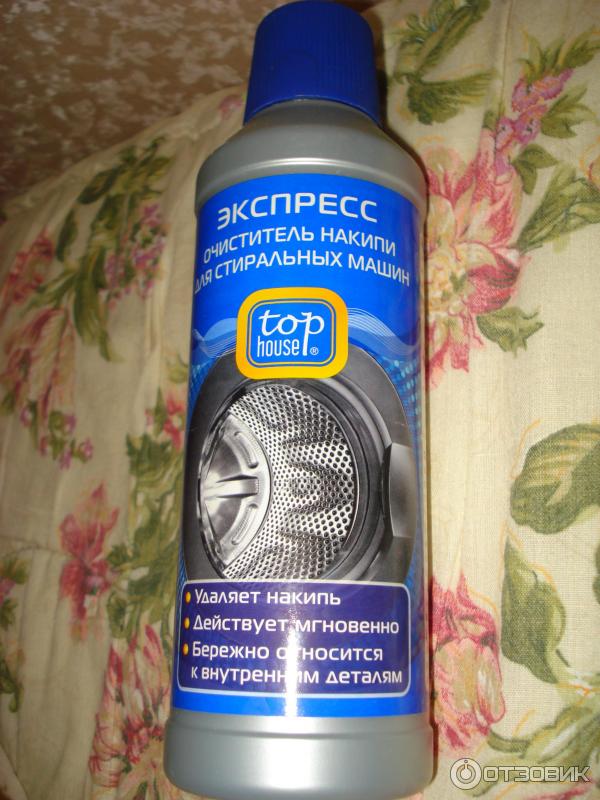 ЭКСПРЕСС
ОЧИСТИТЕЛЬ НАКИПИ
ДЛЯ СТИРАЛЬНЫХ МАШИН
top
house®
• Удаляет накипь
• Действует мгновенно
• Бережно относится
к внутренним деталям
ОТЗОВИК